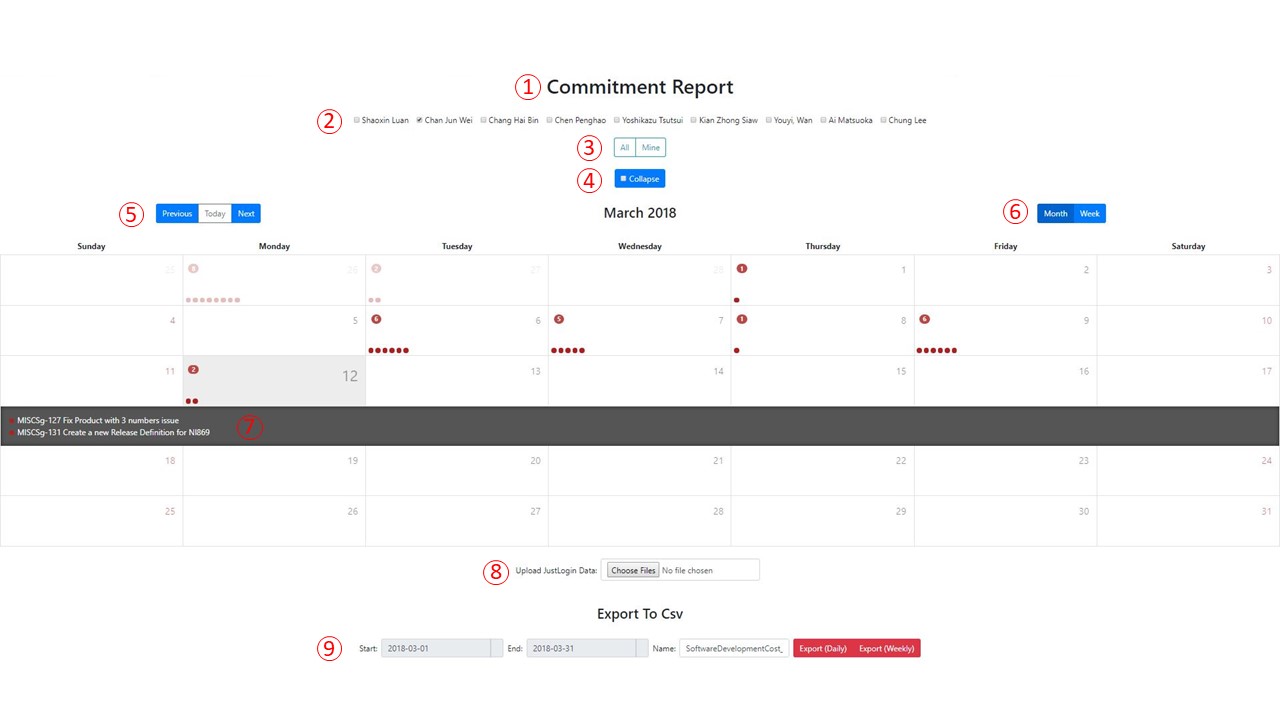 ① Commitment Report
② Shaoxin Luan Chan Jun Wei Chang Hai Bin Chen Penghao Yoshikazu Tsutsui Kian Zhong Siaw Youyi, Wan Ai Matsuoka Chung Lee
③ All Mine
④ Collapse
⑤ Previous Today Next March 2018 ⑥ Month Week
Sunday Monday Tuesday Wednesday Thursday Friday Saturday
25 8 26 2 27 28 1 1 2 3
4 5 6 6 5 7 1 8 6 9 10
11 2 12 13 14 15 16 17
MISCSg-127 Fix Product with 3 numbers issue
⑦
MISCSg-131 Create a new Release Definition for NI869
18 19 20 21 22 23 24
25 26 27 28 29 30 31
⑧ Upload JustLogin Data: Choose Files No file chosen
Export To Csv
⑨ Start: 2018-03-01 End: 2018-03-31 Name: SoftwareDevelopmentCost_ Export (Daily) Export (Weekly)